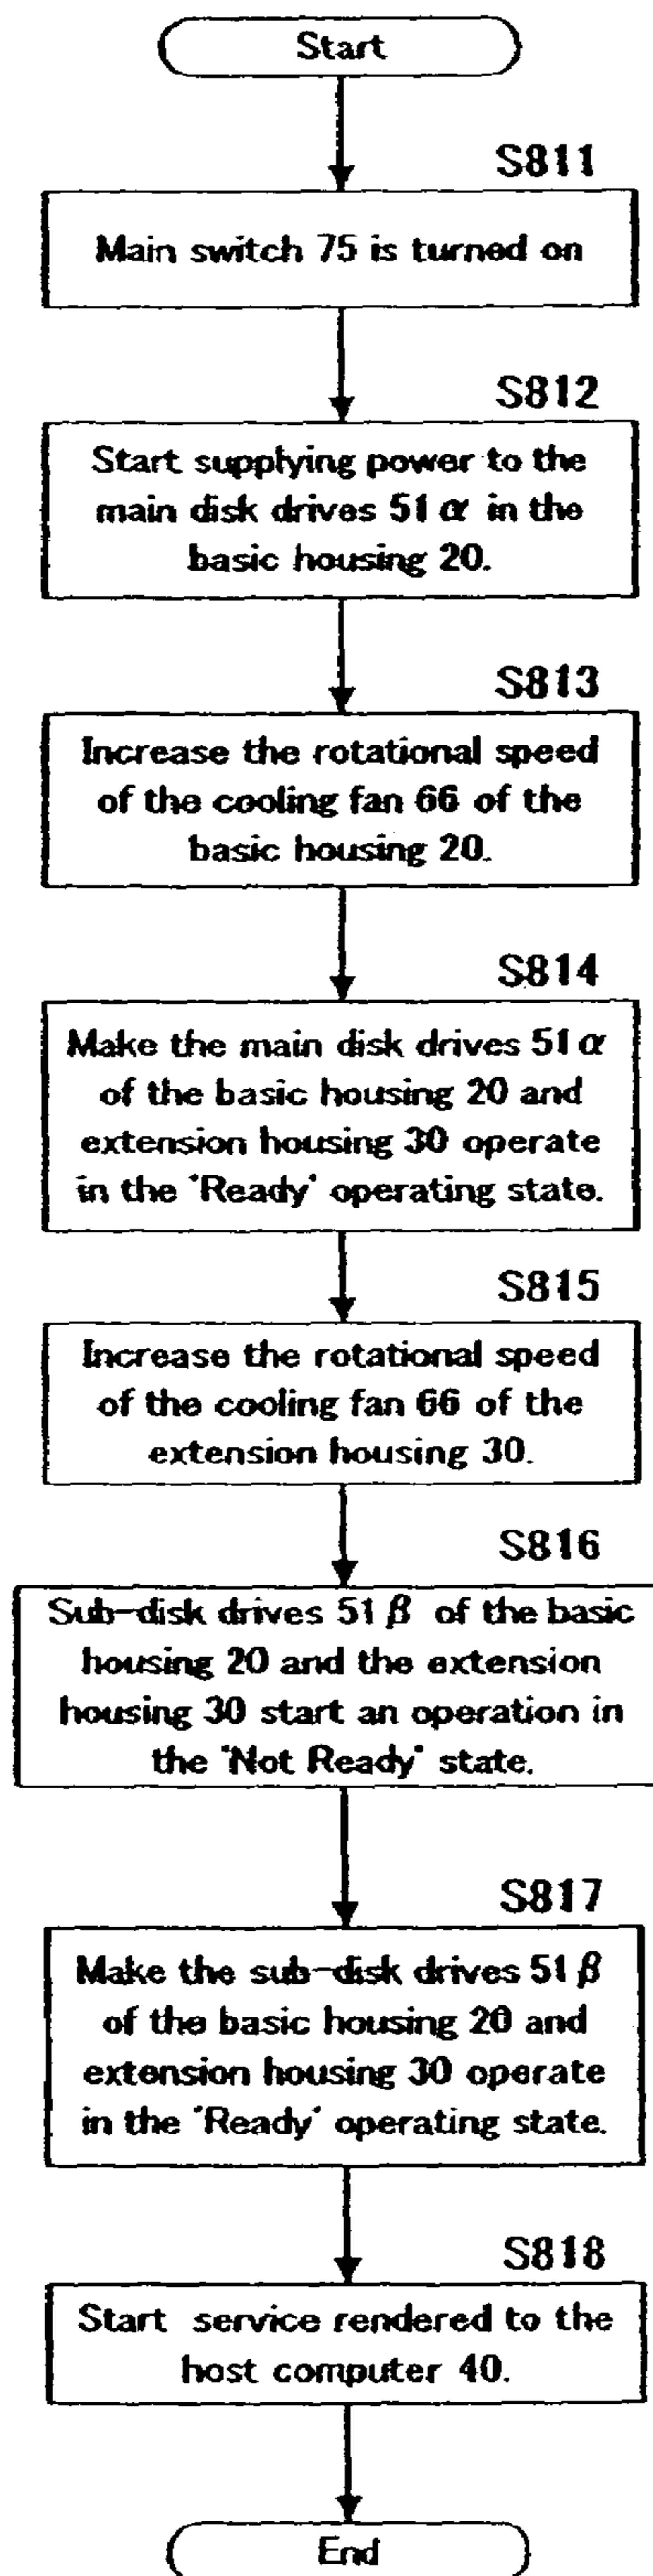 Start
S811
Main switch 75 is turned on
S812
Start supplying power to the
main disk drives 51α in the
basic housing 20.
S813
Increase the rotational speed
of the cooling fan 66 of the
basic housing 20.
S814
Make the main disk drives 51α
of the basic housing 20 and
extension housing 30 operate
in the 'Ready' operating state.
S815
Increase the rotational speed
of the cooling fan 66 of the
extension housing 30.
S816
Sub-disk drives 51β of the basic
housing 20 and the extension
housing 30 start an operation in
the 'Not Ready' state.
S817
Make the sub-disk drives 51β
of the basic housing 20 and
extension housing 30 operate
in the 'Ready' operating state.
S818
Start service rendered to the
host computer 40.
End